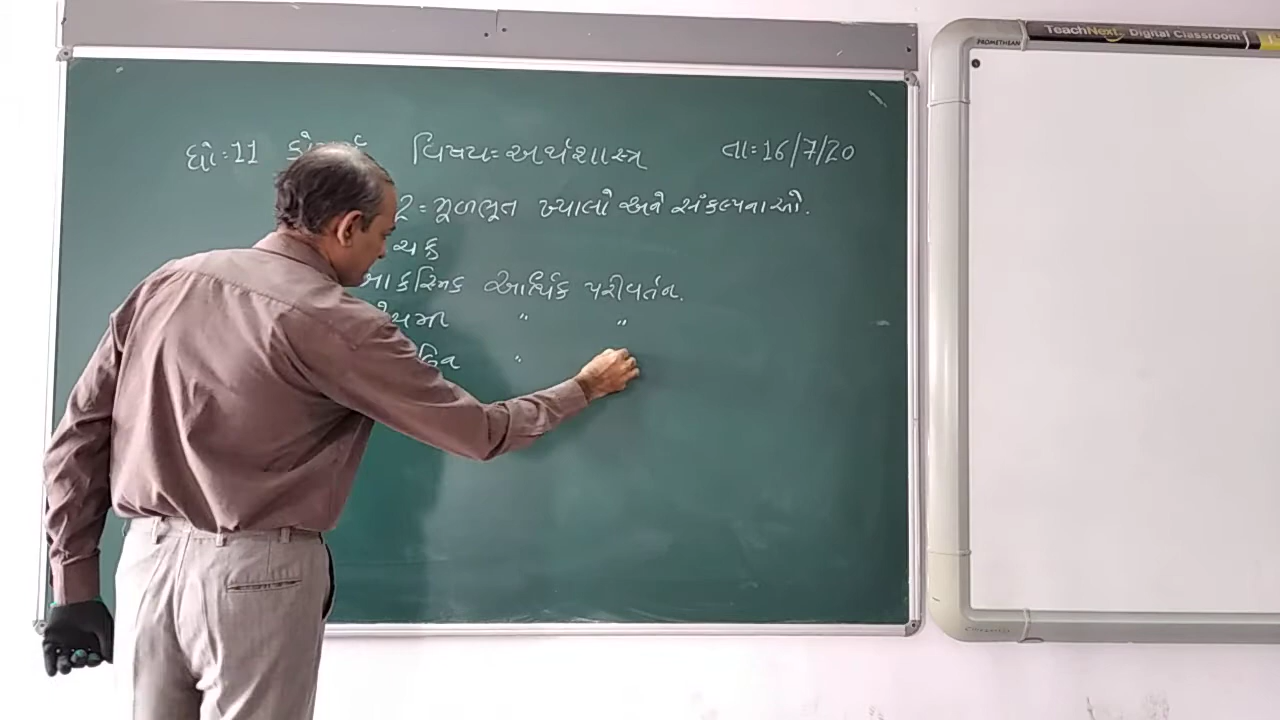 ધો:11 વિષય=અર્થશાસ્ત્ર તા=16/7/20
2=મૂળભૂત ખ્યાલો અને સંકલ્પનાઓ.
ચક્ર
આકસ્મિક આર્થિક પરીવર્તન.
" "
"
TeachNext Digital Classroom
PROMETHEAN